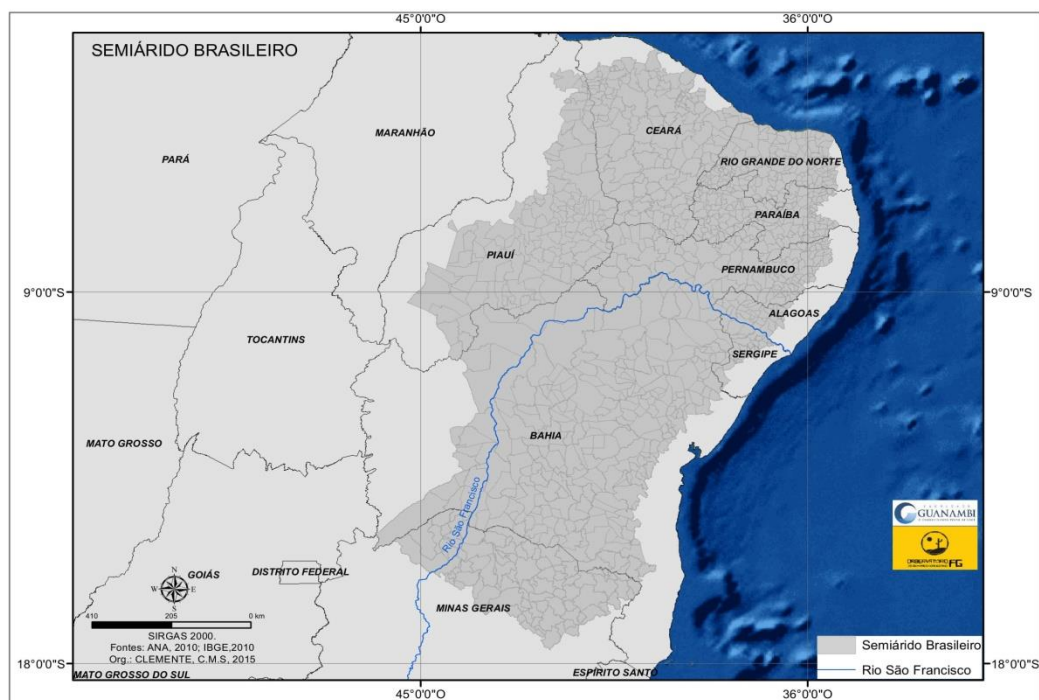 45°0'0"O
36°0'0"O
SEMIÁRIDO BRASILEIRO
MARANHÃO
CEARÁ
PARÁ
RIO GRANDE DO NORTE
PARAÍBA
PIAUÍ
PERNAMBUCO
9°0'0"S
9°0'0"S
ALAGOAS
TOCANTINS
SERGIPE
BAHIA
MATO GROSSO
Rio São Francisco
GUANAMBI
OBSERVATÓRIO FG
N
W E
S
GOIÁS
DISTRITO FEDERAL
MINAS GERAIS
410 205 0 km
SIRGAS 2000.
Fontes: ANA, 2010; IBGE,2010
Org.: CLEMENTE, C.M.S, 2015
Semiárido Brasileiro
Rio São Francisco
18°0'0"S
18°0'0"S
MATO GROSSO DO SUL
ESPÍRITO SANTO
45°0'0"O
36°0'0"O